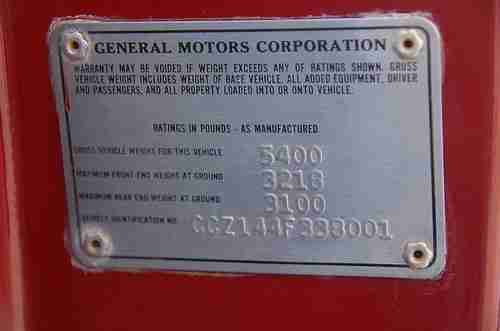 GENERAL MOTORS CORPORATION
WARRANTY MAY BE VOIDED IF WEIGHT EXCEEDS ANY OF RATINGS SHOWN. GROSS
VEHICLE WEIGHT INCLUDES WEIGHT OF BASE VEHICLE, ALL ADDED EQUIPMENT, DRIVER
AND PASSENGERS, AND ALL PROPERTY LOADED INTO OR ONTO VEHICLE.
RATINGS IN POUNDS - AS MANUFACTURED
GROSS VEHICLE WEIGHT FOR THIS VEHICLE 5400
MAXIMUM FRONT END WEIGHT AT GROUND 3218
MAXIMUM REAR END WEIGHT AT GROUND 3100
VEHICLE IDENTIFICATION NO. CCZ144F338001